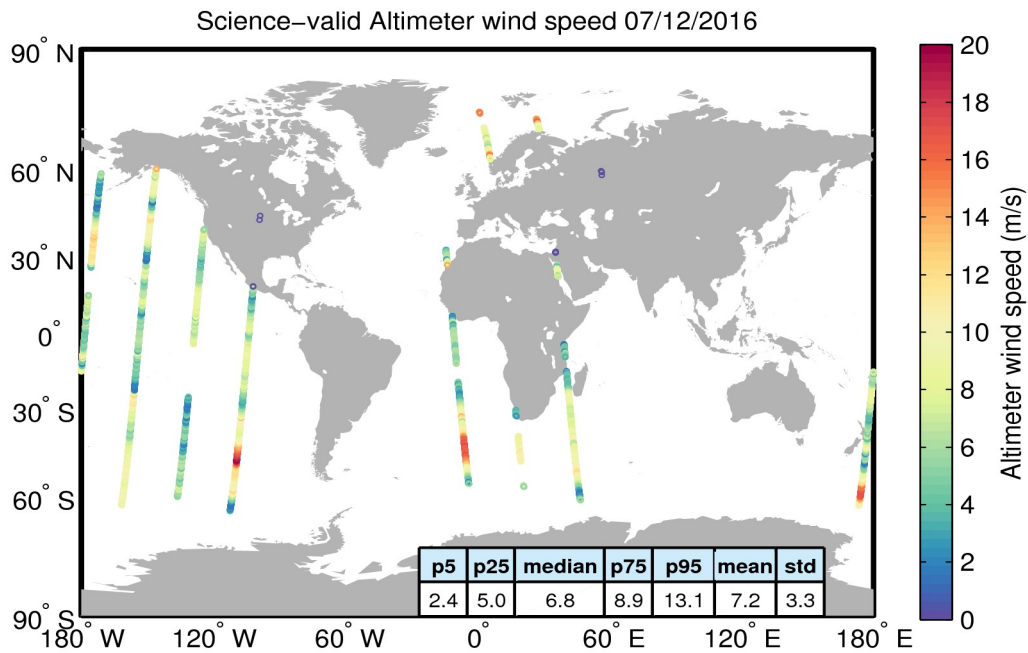 Science−valid Altimeter wind speed 07/12/2016
90° N
60° N
30° N
0°
30° S
60° S
90° S
180° W
120° W
60° W
0°
60° E
120° E
180° E
p5 p25 median p75 p95 mean std
2.4 5.0 6.8 8.9 13.1 7.2 3.3
20
18
16
14
12
10
8
6
4
2
0
Altimeter wind speed (m/s)